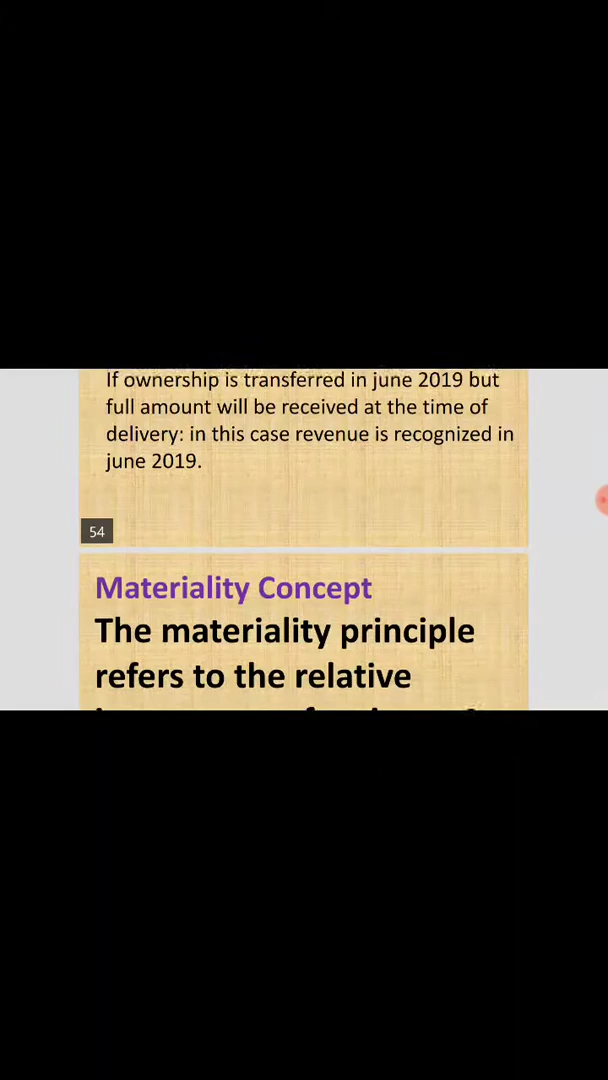 If ownership is transferred in june 2019 but
full amount will be received at the time of
delivery: in this case revenue is recognized in
june 2019.
54
Materiality Concept
The materiality principle
refers to the relative